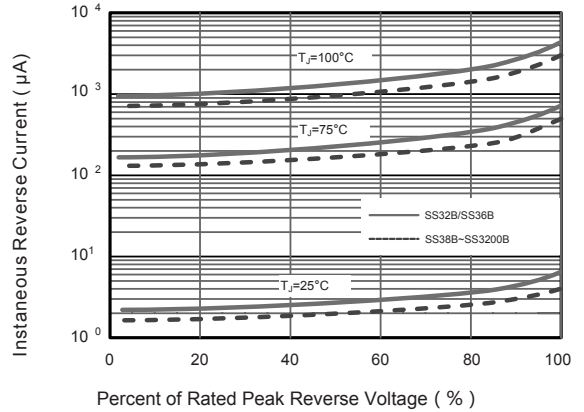 Instaneous Reverse Current ( μA)
10 4
10 3
10 2
10 1
10 0
TJ=100°C
TJ=75°C
SS32B/SS36B
SS38B~SS3200B
TJ=25°C
0 20 40 60 80 100
Percent of Rated Peak Reverse Voltage ( % )